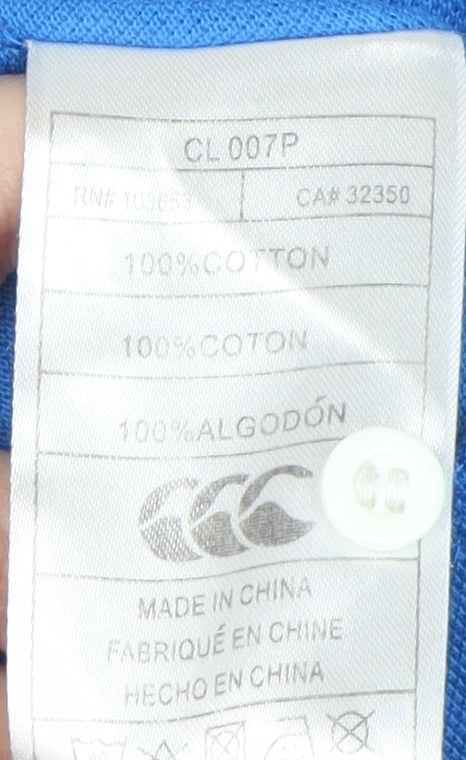 CL 007P
RN# 103653 CA# 32350
100%COTTON
100%COTON
100%ALGODÓN
MADE IN CHINA
FABRIQUÉ EN CHINE
HECHO EN CHINA